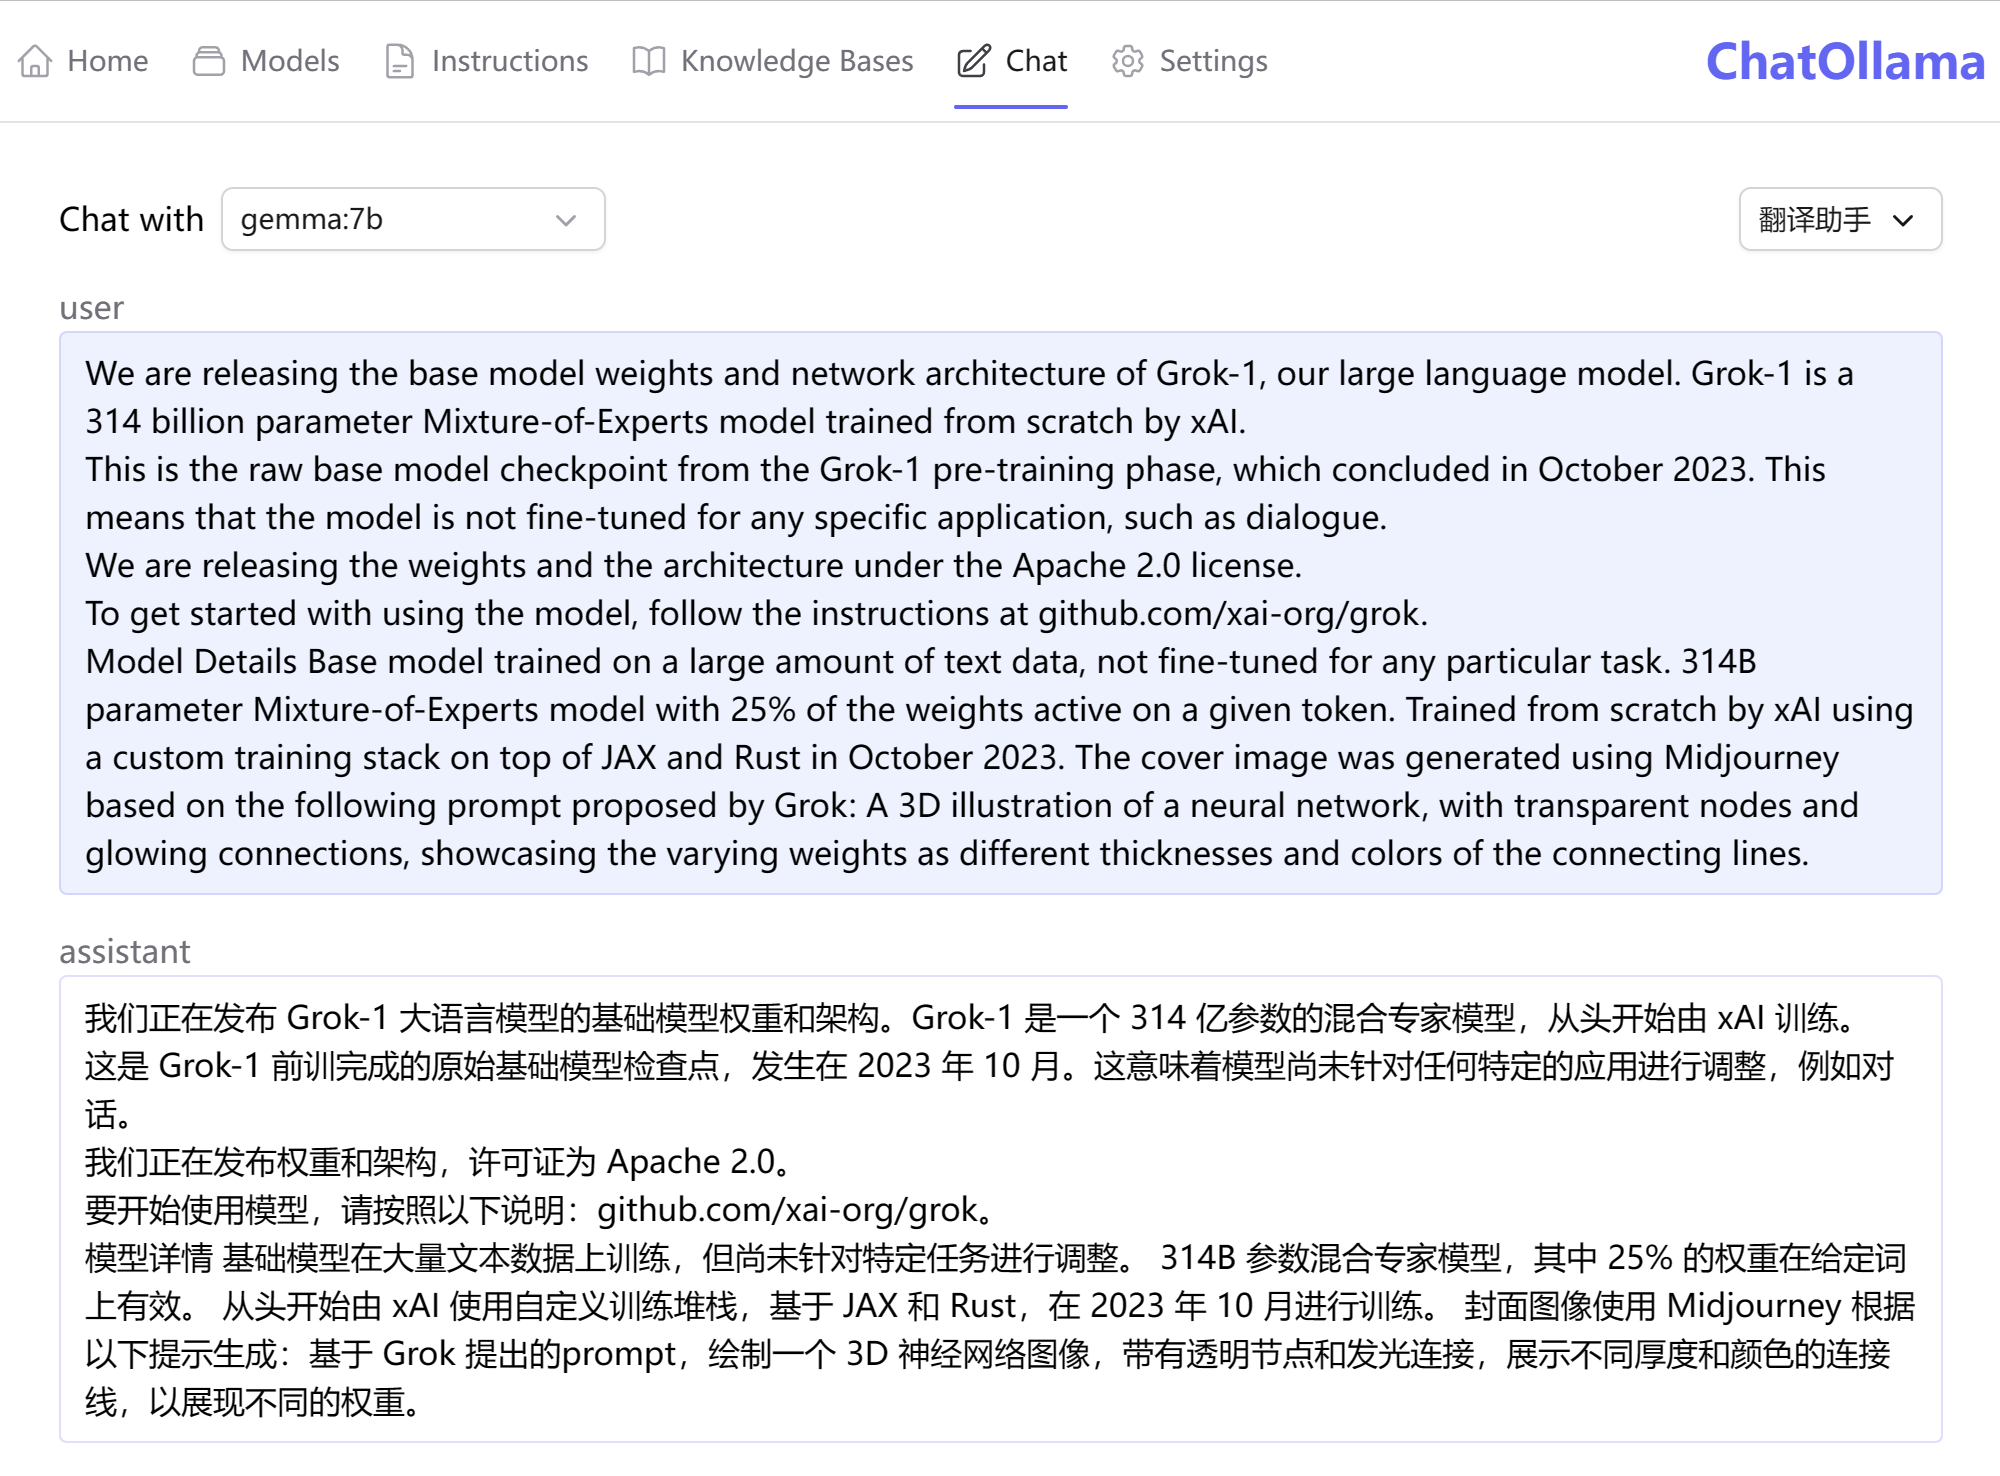 Home Models Instructions Knowledge Bases Chat Settings ChatOllama
Chat with gemma:7b 翻译助手
user
We are releasing the base model weights and network architecture of Grok-1, our large language model. Grok-1 is a
314 billion parameter Mixture-of-Experts model trained from scratch by xAI.
This is the raw base model checkpoint from the Grok-1 pre-training phase, which concluded in October 2023. This
means that the model is not fine-tuned for any specific application, such as dialogue.
We are releasing the weights and the architecture under the Apache 2.0 license.
To get started with using the model, follow the instructions at github.com/xai-org/grok.
Model Details Base model trained on a large amount of text data, not fine-tuned for any particular task. 314B
parameter Mixture-of-Experts model with 25% of the weights active on a given token. Trained from scratch by xAI using
a custom training stack on top of JAX and Rust in October 2023. The cover image was generated using Midjourney
based on the following prompt proposed by Grok: A 3D illustration of a neural network, with transparent nodes and
glowing connections, showcasing the varying weights as different thicknesses and colors of the connecting lines.
assistant
我们正在发布 Grok-1 大语言模型的基础模型权重和架构。Grok-1 是一个 314 亿参数的混合专家模型，从头开始由 xAI 训练。
这是 Grok-1 前训完成的原始基础模型检查点，发生在 2023 年 10 月。这意味着模型尚未针对任何特定的应用进行调整，例如对
话。
我们正在发布权重和架构，许可证为 Apache 2.0。
要开始使用模型，请按照以下说明：github.com/xai-org/grok。
模型详情 基础模型在大量文本数据上训练，但尚未针对特定任务进行调整。 314B 参数混合专家模型，其中 25% 的权重在给定词
上有效。 从头开始由 xAI 使用自定义训练堆栈，基于 JAX 和 Rust，在 2023 年 10 月进行训练。 封面图像使用 Midjourney 根据
以下提示生成：基于 Grok 提出的prompt，绘制一个 3D 神经网络图像，带有透明节点和发光连接，展示不同厚度和颜色的连接
线，以展现不同的权重。